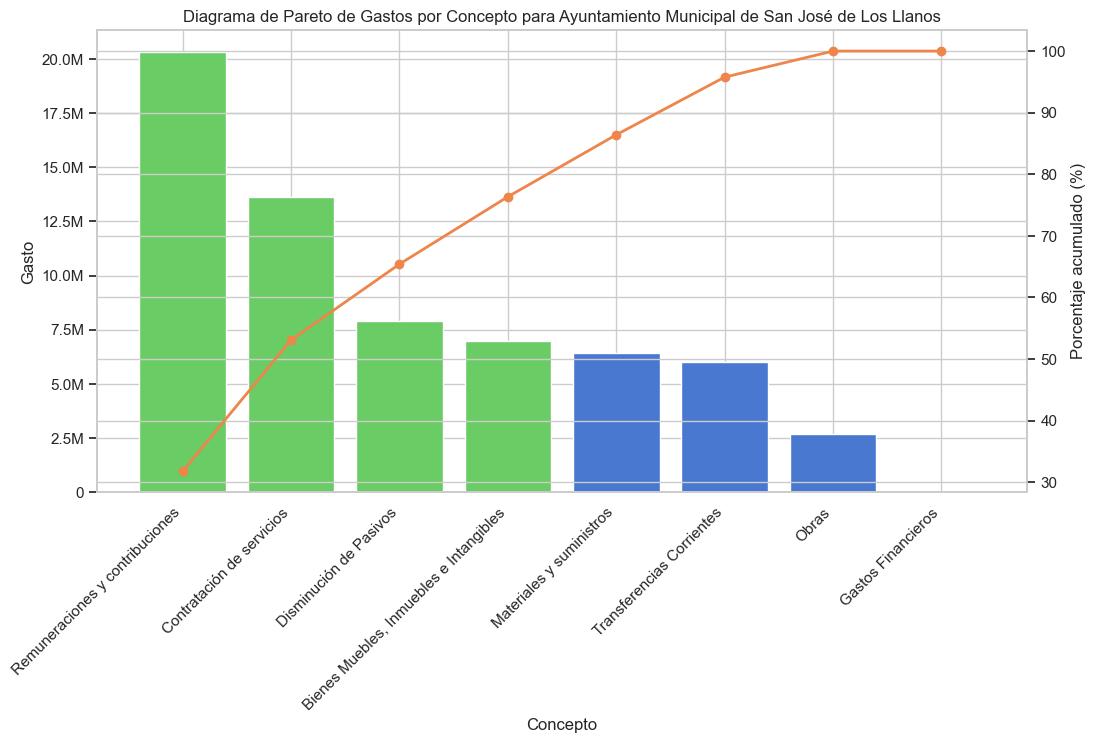 Diagrama de Pareto de Gastos por Concepto para Ayuntamiento Municipal de San José de Los Llanos
20.0M
17.5M
15.0M
12.5M
10.0M
7.5M
5.0M
2.5M
0
Gasto
100
90
80
70
60
50
40
30
Porcentaje acumulado (%)
Remuneraciones y contribuciones
Contratación de servicios
Disminución de Pasivos
Bienes Muebles, Inmuebles e Intangibles
Materiales y suministros
Transferencias Corrientes
Obras
Gastos Financieros
Concepto